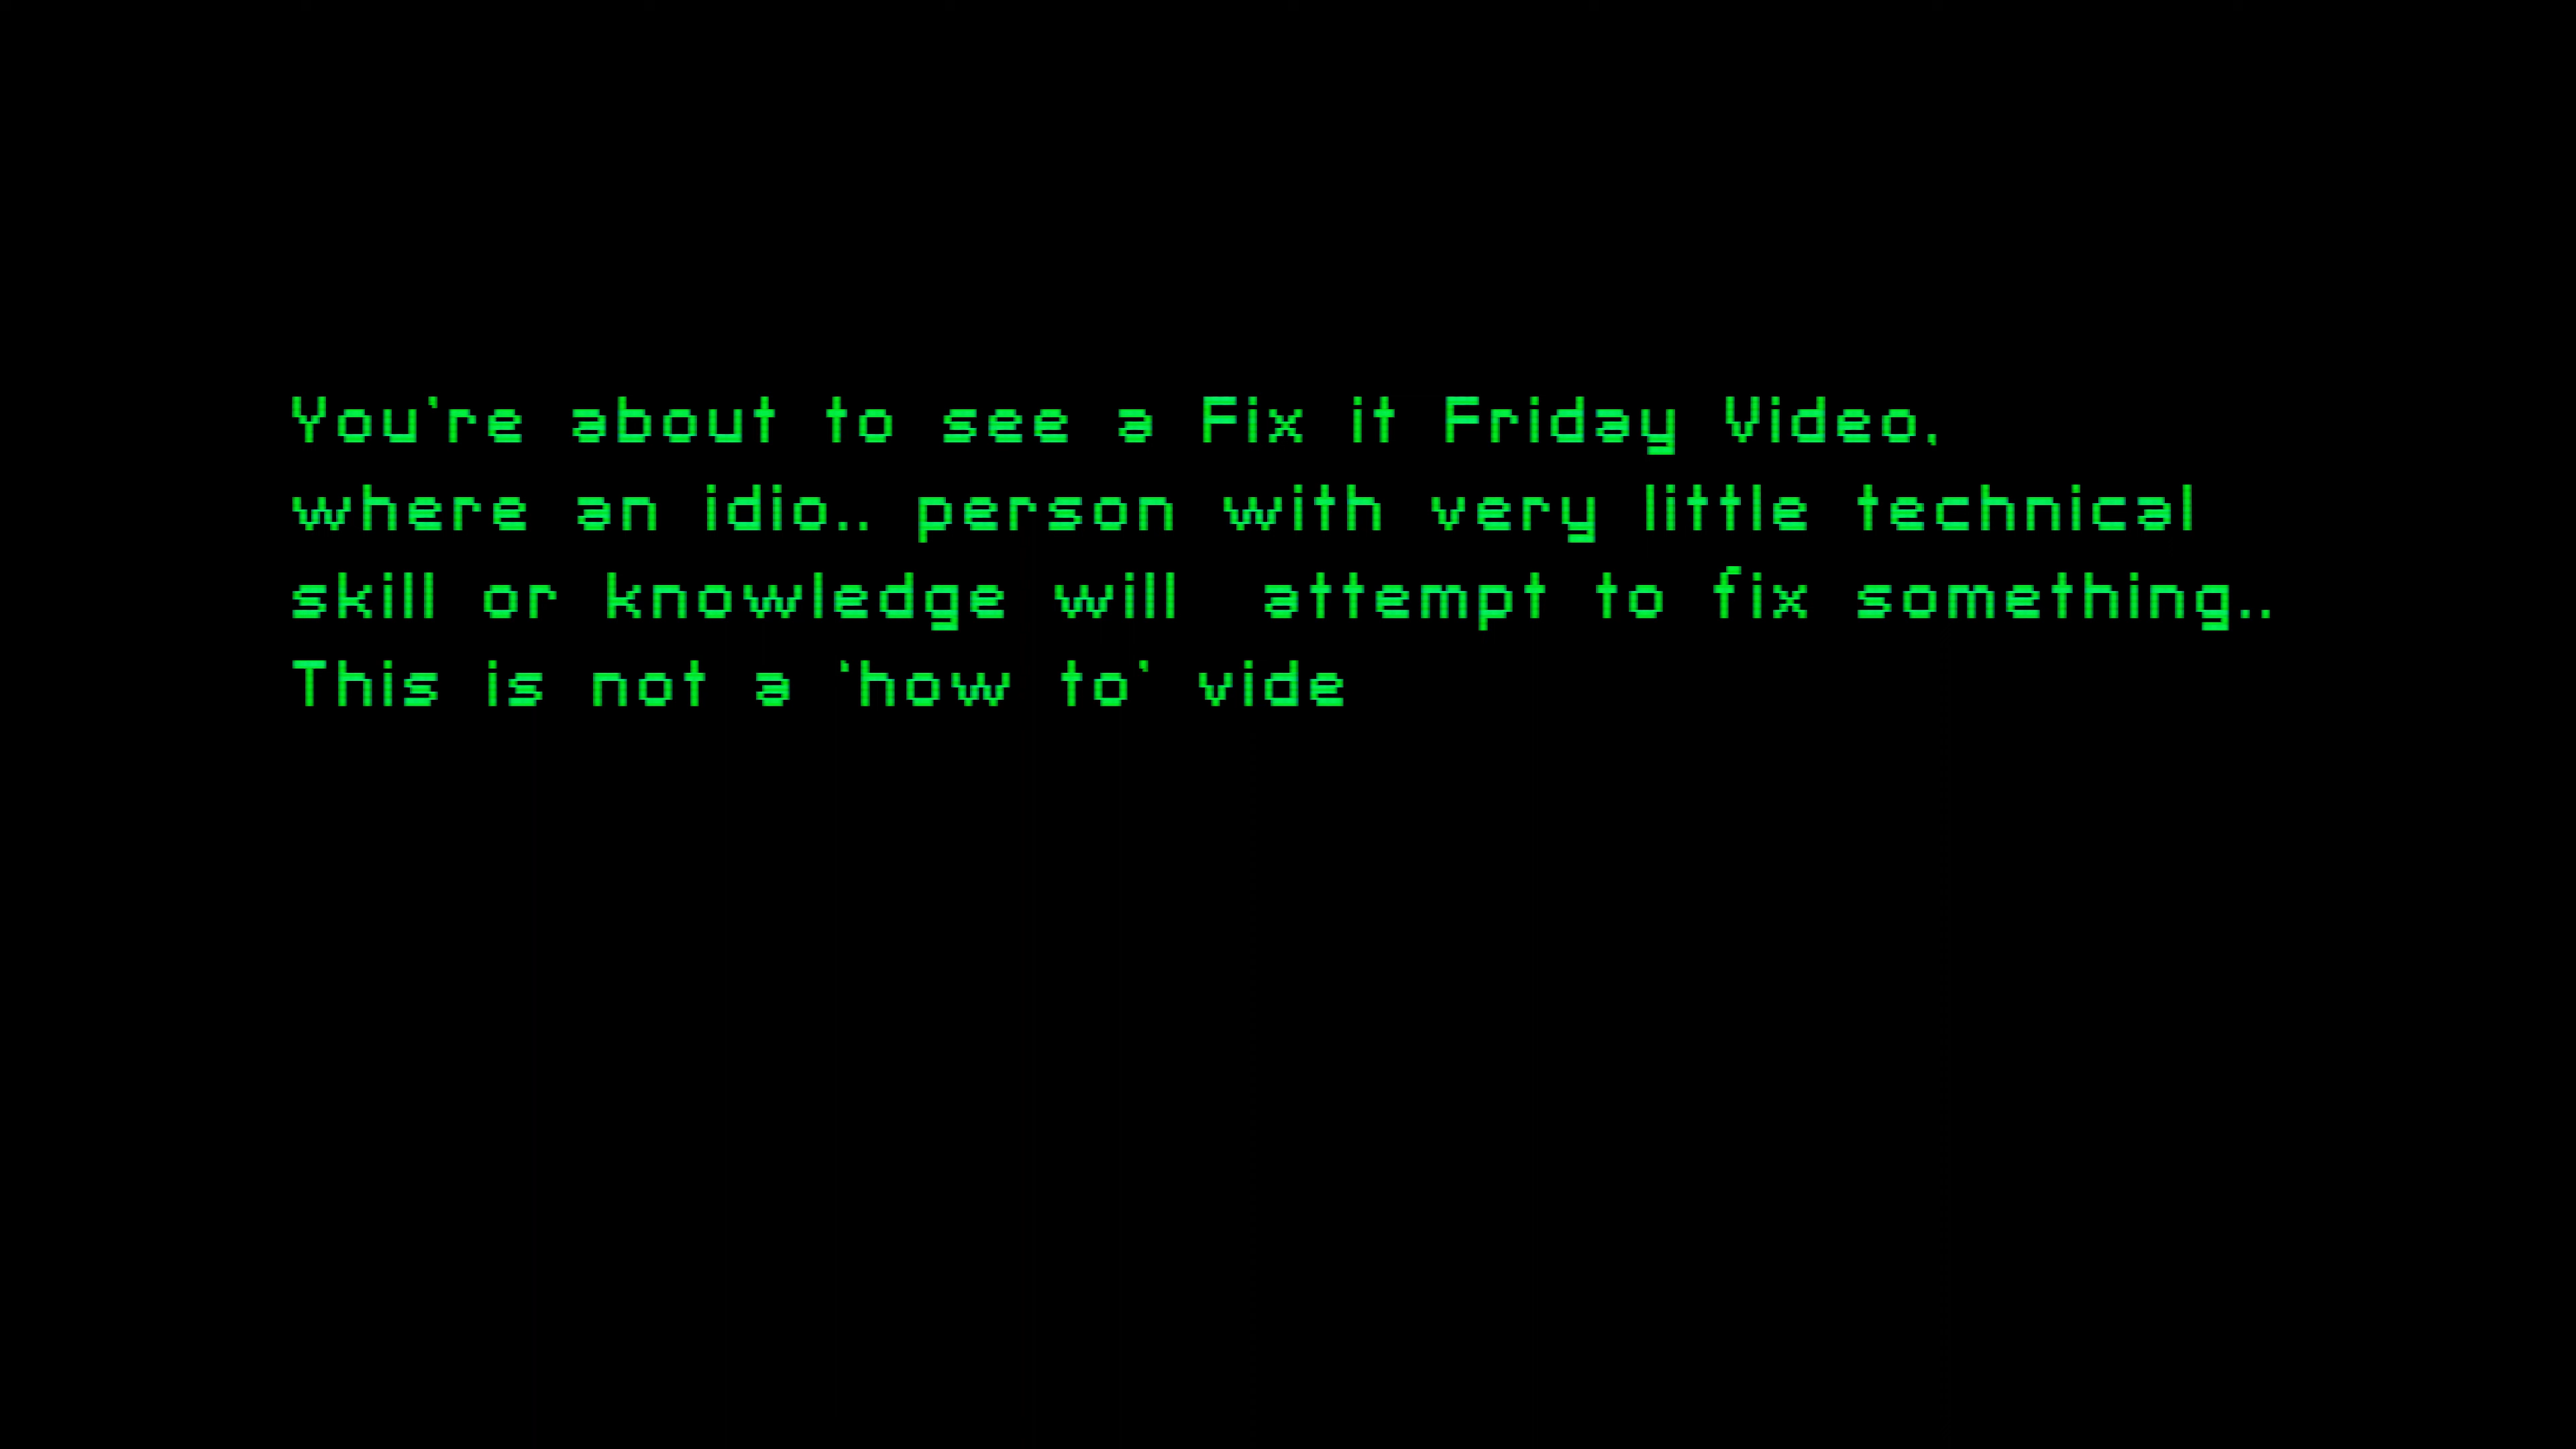 You're about to see a Fix it Friday Video,
where an idio.. person with very little technical
skill or knowledge will  attempt to fix something..
This is not a 'how to' vide